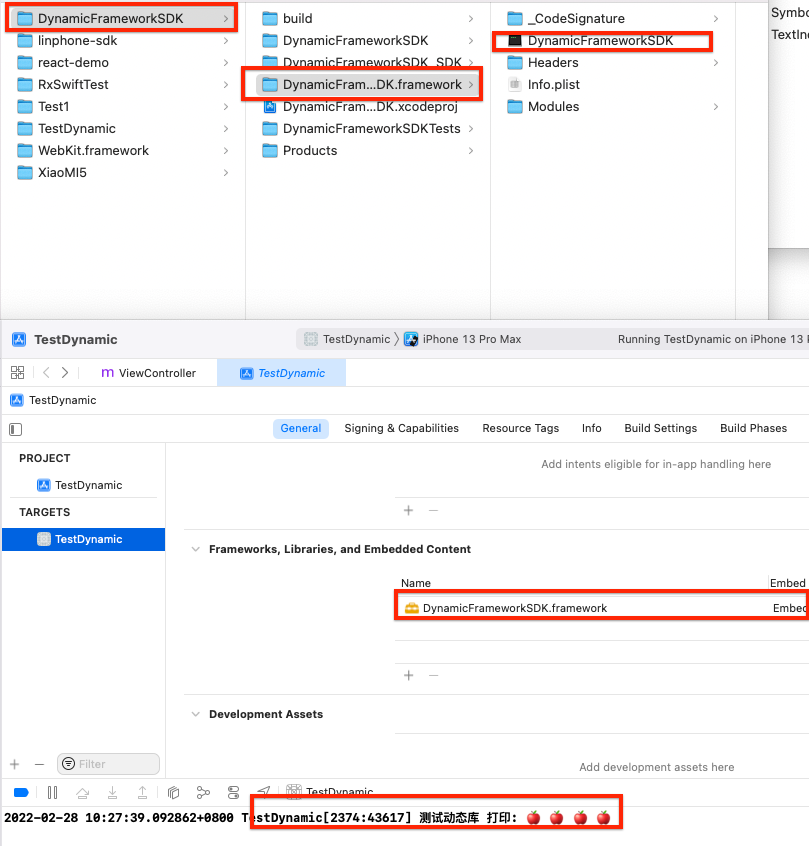 DynamicFrameworkSDK
linphone-sdk
react-demo
RxSwiftTest
Test1
TestDynamic
WebKit.framework
XiaoMI5
build
DynamicFrameworkSDK
DynamicFrameworkSDK_SDK
DynamicFram...DK.framework
DynamicFram...DK.xcodeproj
DynamicFrameworkSDKTests
Products
_CodeSignature
DynamicFrameworkSDK
Headers
Info.plist
Modules
Symbo
TextInd
TestDynamic
TestDynamic 〉 iPhone 13 Pro Max
Running TestDynamic on iPhone 13
m ViewController
TestDynamic
TestDynamic
General Signing & Capabilities Resource Tags Info Build Settings Build Phases
PROJECT
TestDynamic
TARGETS
TestDynamic
Add intents eligible for in-app handling here
Frameworks, Libraries, and Embedded Content
Name Embed
DynamicFrameworkSDK.framework Embed
Development Assets
Add development assets here
Filter
TestDynamic
2022-02-28 10:27:39.092862+0800 TestDynamic[2374:43617] 测试动态库 打印: 🍎 🍎 🍎 🍎